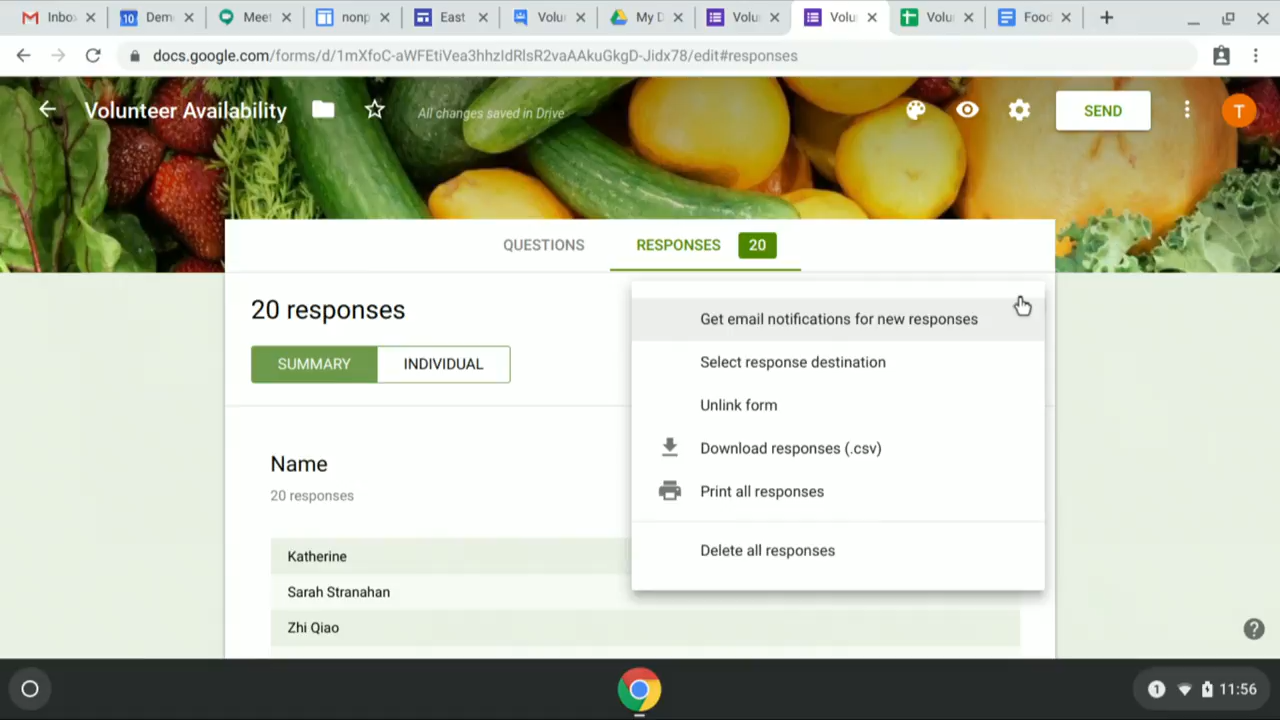 Inbo
10
Dem
Meet
nonp
East
Volu
My D
Volu
Volu
Volu
Food
docs.google.com/forms/d/1mXfoC-aWFEtiVea3hhzIdRlsR2vaAAkuGkgD-Jidx78/edit#responses
Volunteer Availability
All changes saved in Drive
SEND
T
QUESTIONS
RESPONSES 20
20 responses
SUMMARY
INDIVIDUAL
Get email notifications for new responses
Select response destination
Unlink form
Download responses (.csv)
Print all responses
Delete all responses
Name
20 responses
Katherine
Sarah Stranahan
Zhi Qiao
1
11:56